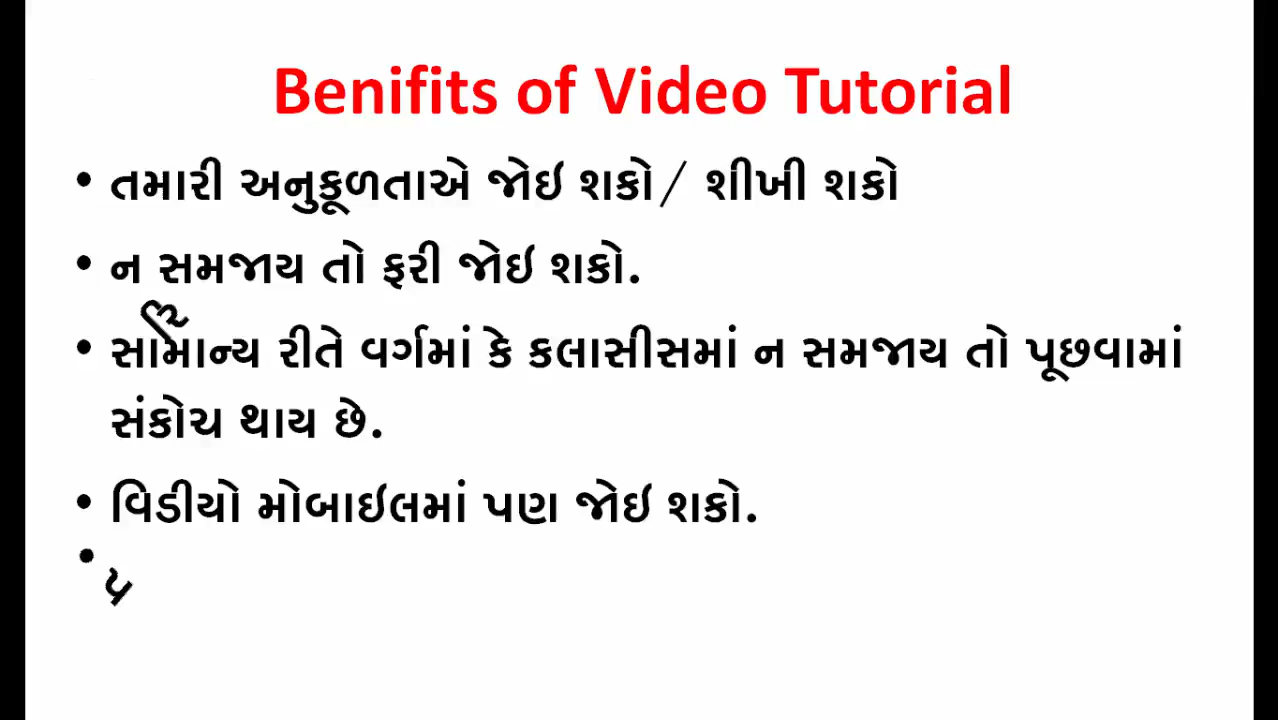 Benifits of Video Tutorial
• તમારી અનુકૂળતાએ જોઇ શકો/ શીખી શકો
• ન સમજાય તો ફરી જોઇ શકો.
• સામાન્ય રીતે વર્ગમાં કે કલાસીસમાં ન સમજાય તો પૂછવામાં
સંકોચ થાય છે.
• વિડીયો મોબાઇલમાં પણ જોઇ શકો.
•